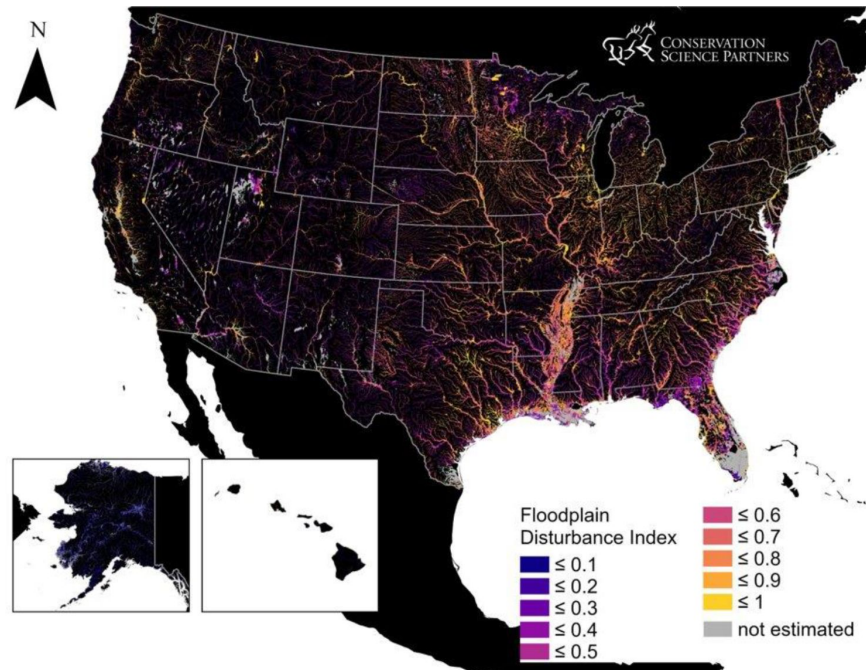 N
CONSERVATION
SCIENCE PARTNERS
Floodplain
Disturbance Index
≤ 0.1
≤ 0.2
≤ 0.3
≤ 0.4
≤ 0.5
≤ 0.6
≤ 0.7
≤ 0.8
≤ 0.9
≤ 1
not estimated